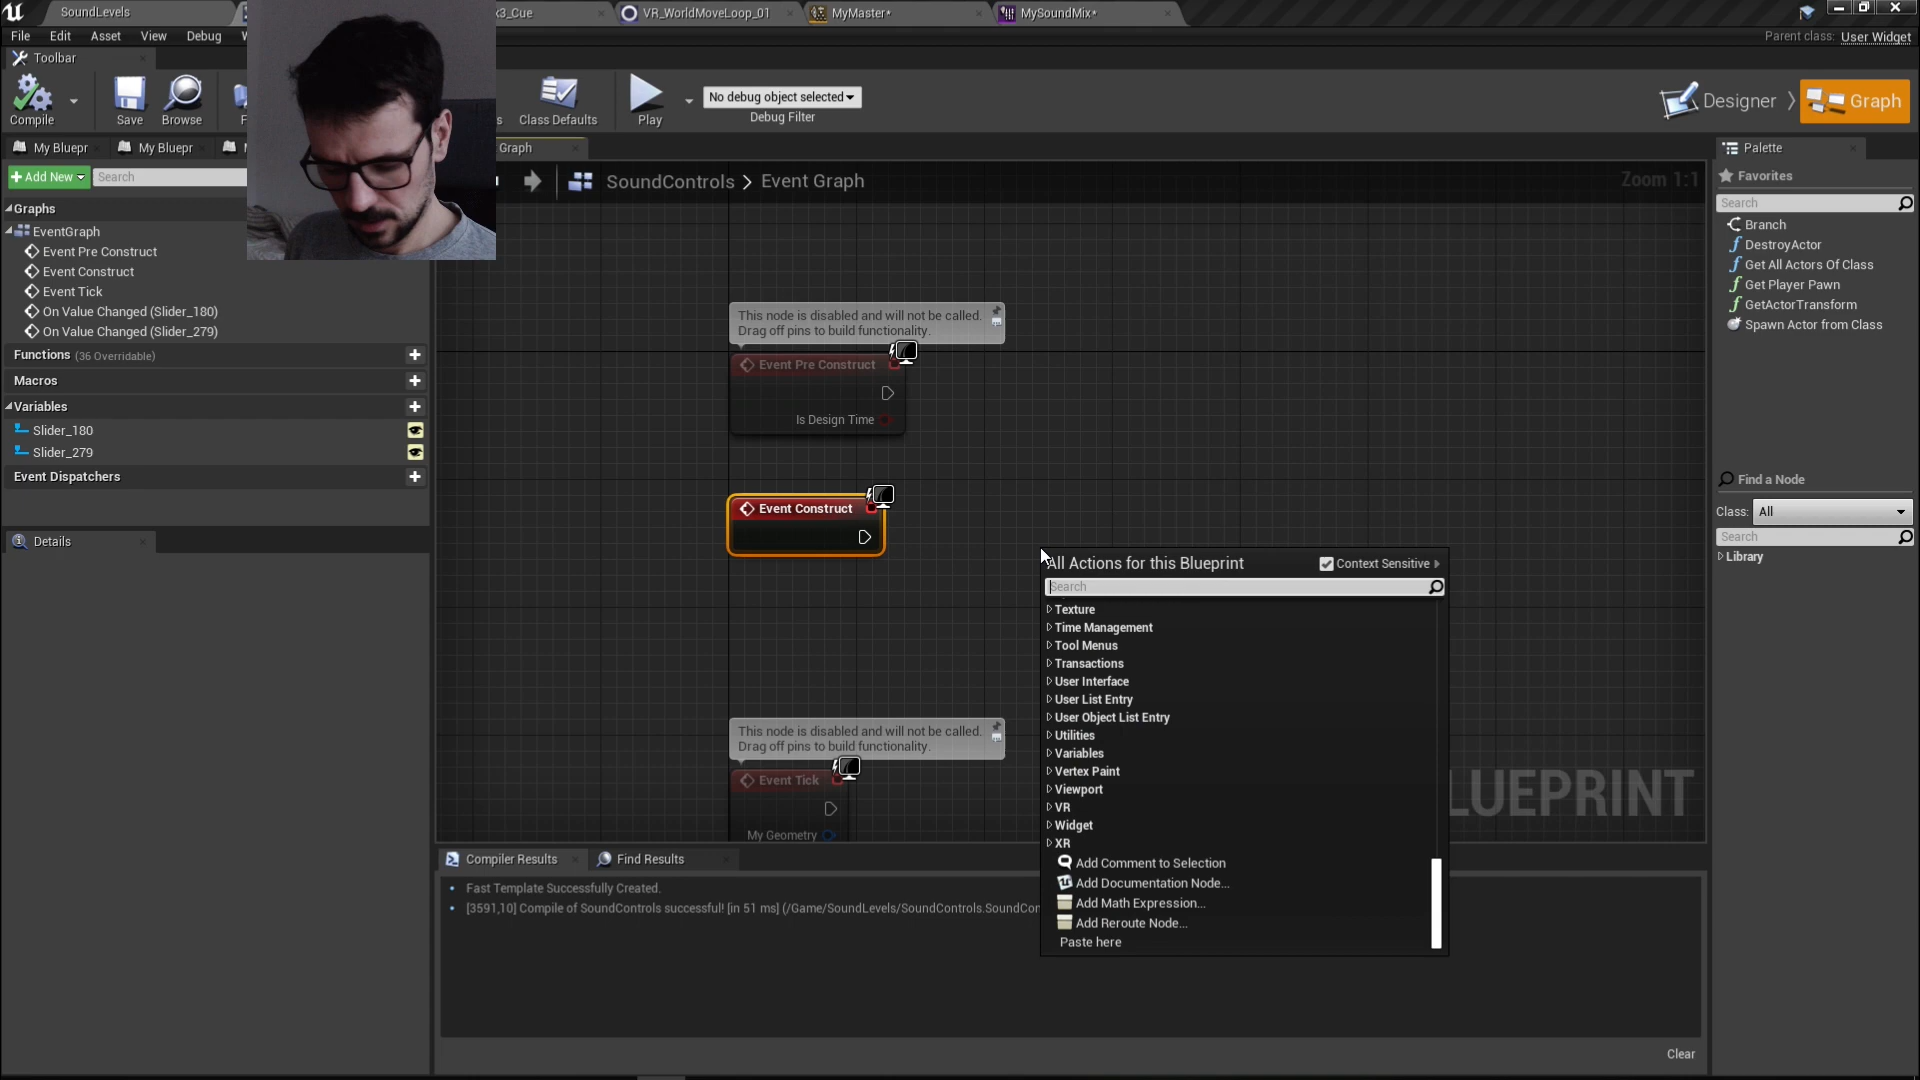 SoundLevels
x3_Cue
VR_WorldMoveLoop_01
MyMaster*
MySoundMix*
File Edit Asset View Debug
Parent class: User Widget
Toolbar
Compile
Save
Browse
Class Defaults
Play
No debug object selected
Debug Filter
Designer
Graph
My Bluepr
My Bluepr
Graph
Palette
Add New
Search
SoundControls > Event Graph
Zoom 1:1
Favorites
Search
Graphs
EventGraph
Event Pre Construct
Event Construct
Event Tick
On Value Changed (Slider_180)
On Value Changed (Slider_279)
Functions (36 Overridable)
Macros
Variables
Slider_180
Slider_279
Event Dispatchers
Details
Branch
DestroyActor
Get All Actors Of Class
Get Player Pawn
GetActorTransform
Spawn Actor from Class
Find a Node
Class: All
Search
Library
This node is disabled and will not be called.
Drag off pins to build functionality.
Event Pre Construct
Is Design Time
Event Construct
This node is disabled and will not be called.
Drag off pins to build functionality.
Event Tick
My Geometry
All Actions for this Blueprint
Context Sensitive
Search
Texture
Time Management
Tool Menus
Transactions
User Interface
User List Entry
User Object List Entry
Utilities
Variables
Vertex Paint
Viewport
VR
Widget
XR
Add Comment to Selection
Add Documentation Node...
Add Math Expression...
Add Reroute Node...
Paste here
LUEPRINT
Compiler Results
Find Results
Fast Template Successfully Created.
[3591,10] Compile of SoundControls successful! [in 51 ms] (/Game/SoundLevels/SoundControls.SoundCon
Clear